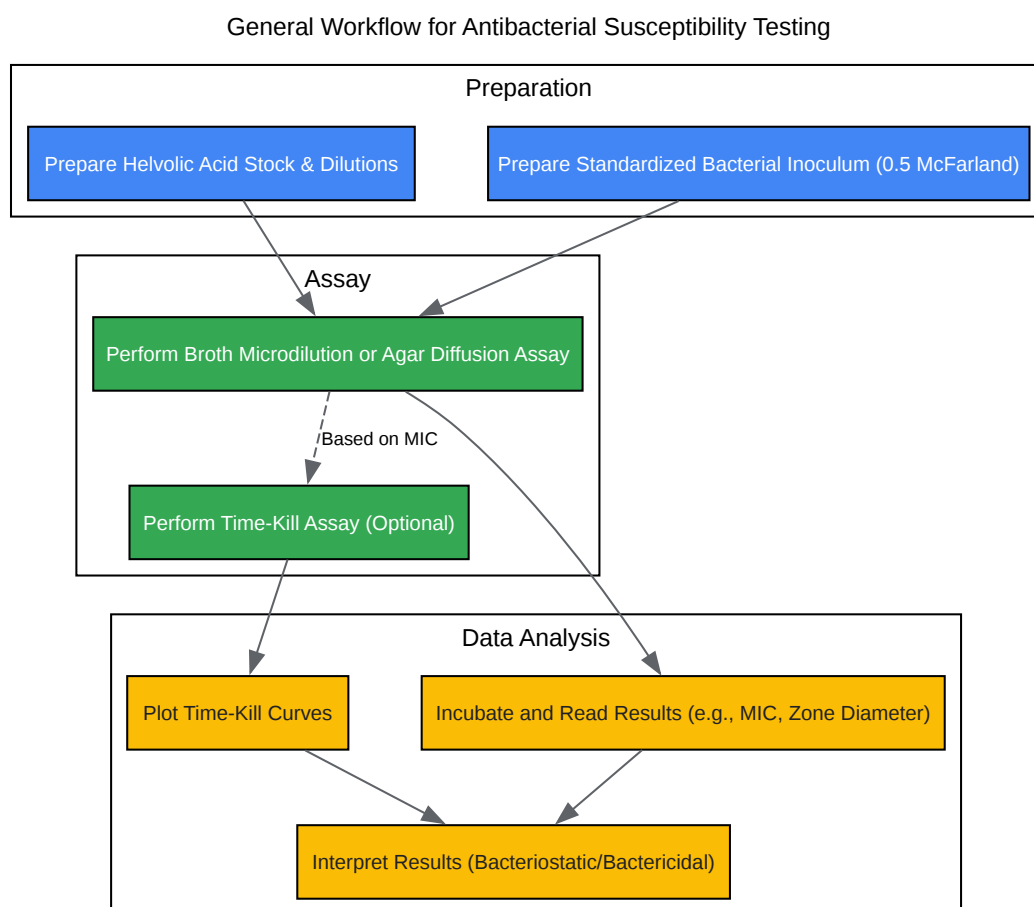 General Workflow for Antibacterial Susceptibility Testing
Preparation
Prepare Helvolic Acid Stock & Dilutions
Prepare Standardized Bacterial Inoculum (0.5 McFarland)
Assay
Perform Broth Microdilution or Agar Diffusion Assay
Based on MIC
Perform Time-Kill Assay (Optional)
Data Analysis
Plot Time-Kill Curves
Incubate and Read Results (e.g., MIC, Zone Diameter)
Interpret Results (Bacteriostatic/Bactericidal)